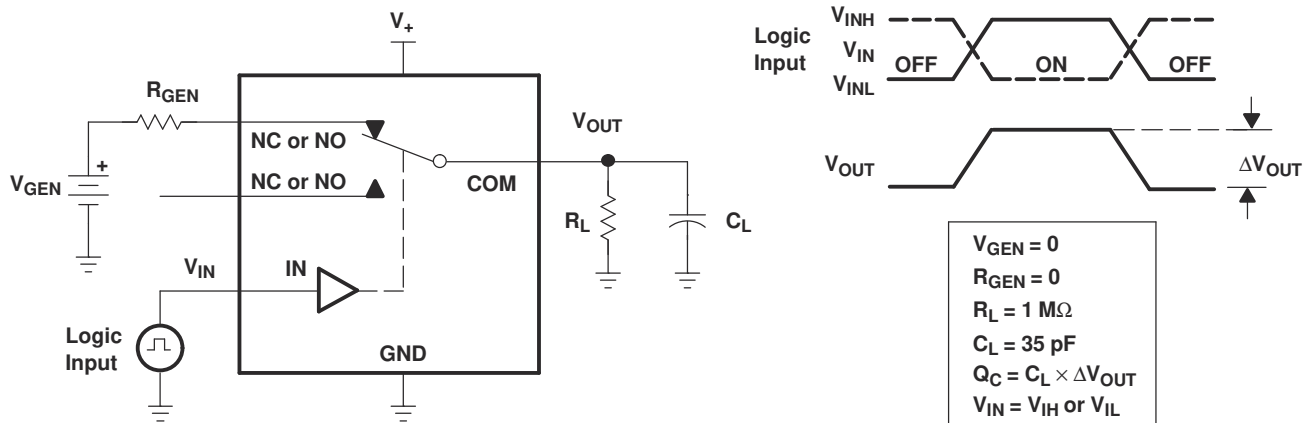 V+
RGEN
NC or NO
VOUT
+
VGEN
NC or NO
COM
RL
CL
VIN
IN
Logic
Input
GND
Logic
Input
VINH
VIN
VINL
OFF
ON
OFF
VOUT
ΔVOUT
VGEN = 0
RGEN = 0
RL = 1 MΩ
CL = 35 pF
QC = CL × ΔVOUT
VIN = VIH or VIL